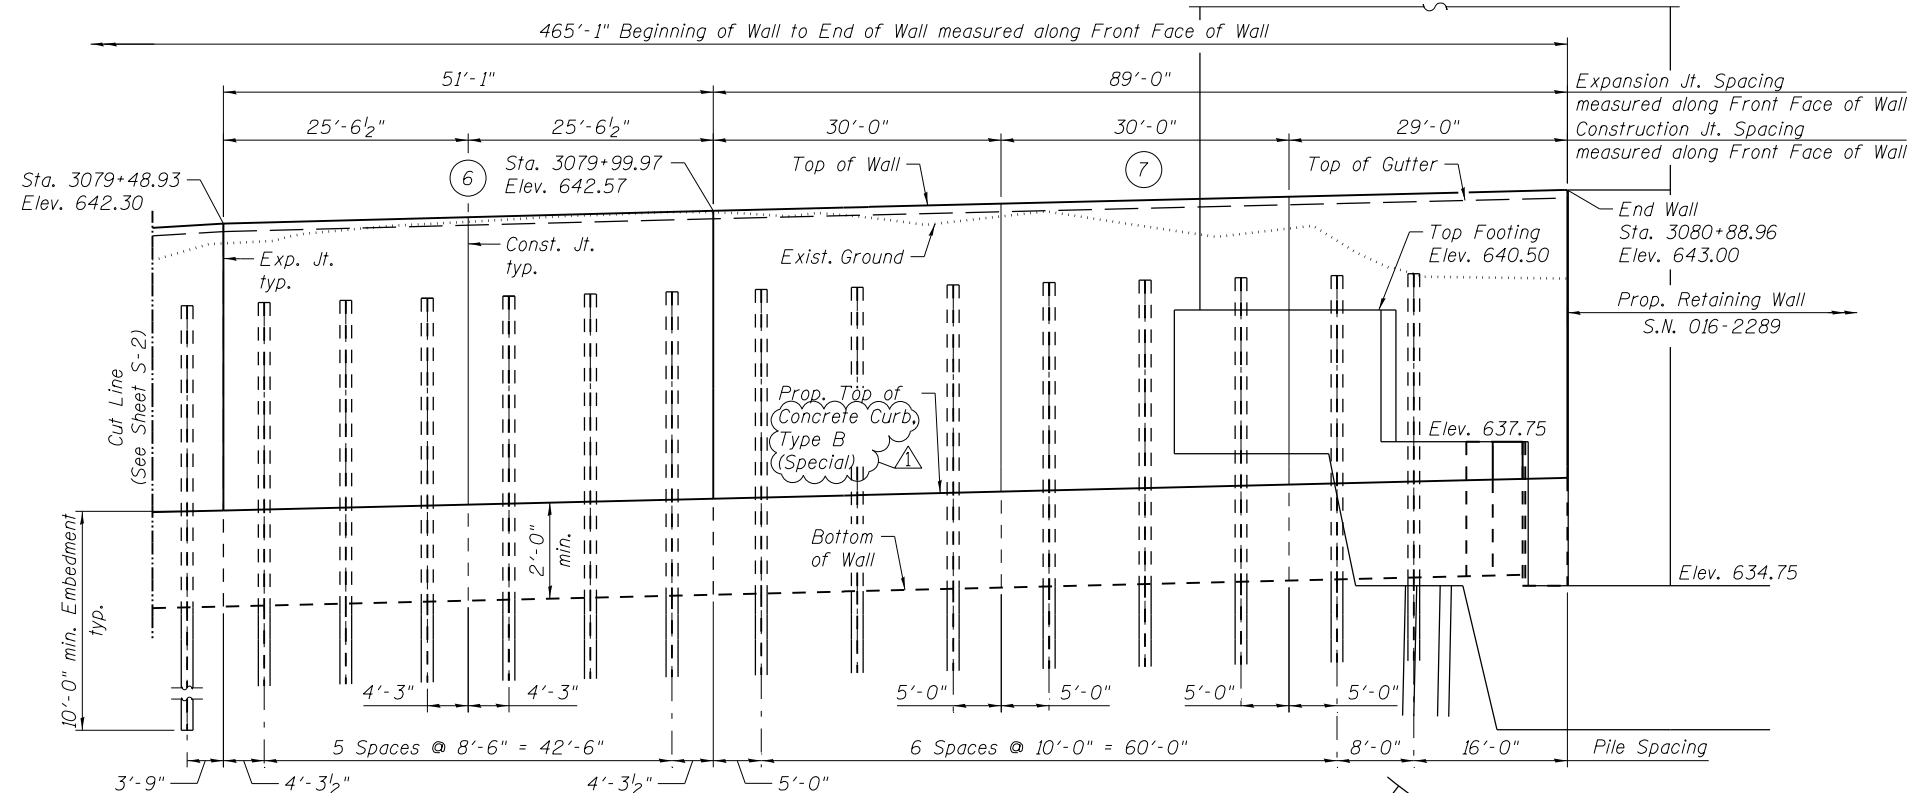 465'-1" Beginning of Wall to End of Wall measured along Front Face of Wall
51'-1"
89'-0"
Expansion Jt. Spacing
measured along Front Face of Wall
25'-6½"
25'-6½"
30'-0"
30'-0"
29'-0"
Construction Jt. Spacing
measured along Front Face of Wall
Sta. 3079+48.93
Elev. 642.30
6
Sta. 3079+99.97
Elev. 642.57
Top of Wall
7
Top of Gutter
End Wall
Sta. 3080+88.96
Elev. 643.00
Exp. Jt.
typ.
Const. Jt.
typ.
Exist. Ground
Top Footing
Elev. 640.50
Prop. Retaining Wall
S.N. 016-2289
Cut Line
(See Sheet S-2)
Prop. Top of
Concrete Curb,
Type B
(Special)
1
Elev. 637.75
10'-0" min. Embedment
typ.
2'-0"
min.
Bottom
of Wall
Elev. 634.75
4'-3"
4'-3"
5'-0"
5'-0"
5'-0"
5'-0"
5 Spaces @ 8'-6" = 42'-6"
6 Spaces @ 10'-0" = 60'-0"
8'-0"
16'-0"
Pile Spacing
3'-9"
4'-3½"
4'-3½"
5'-0"